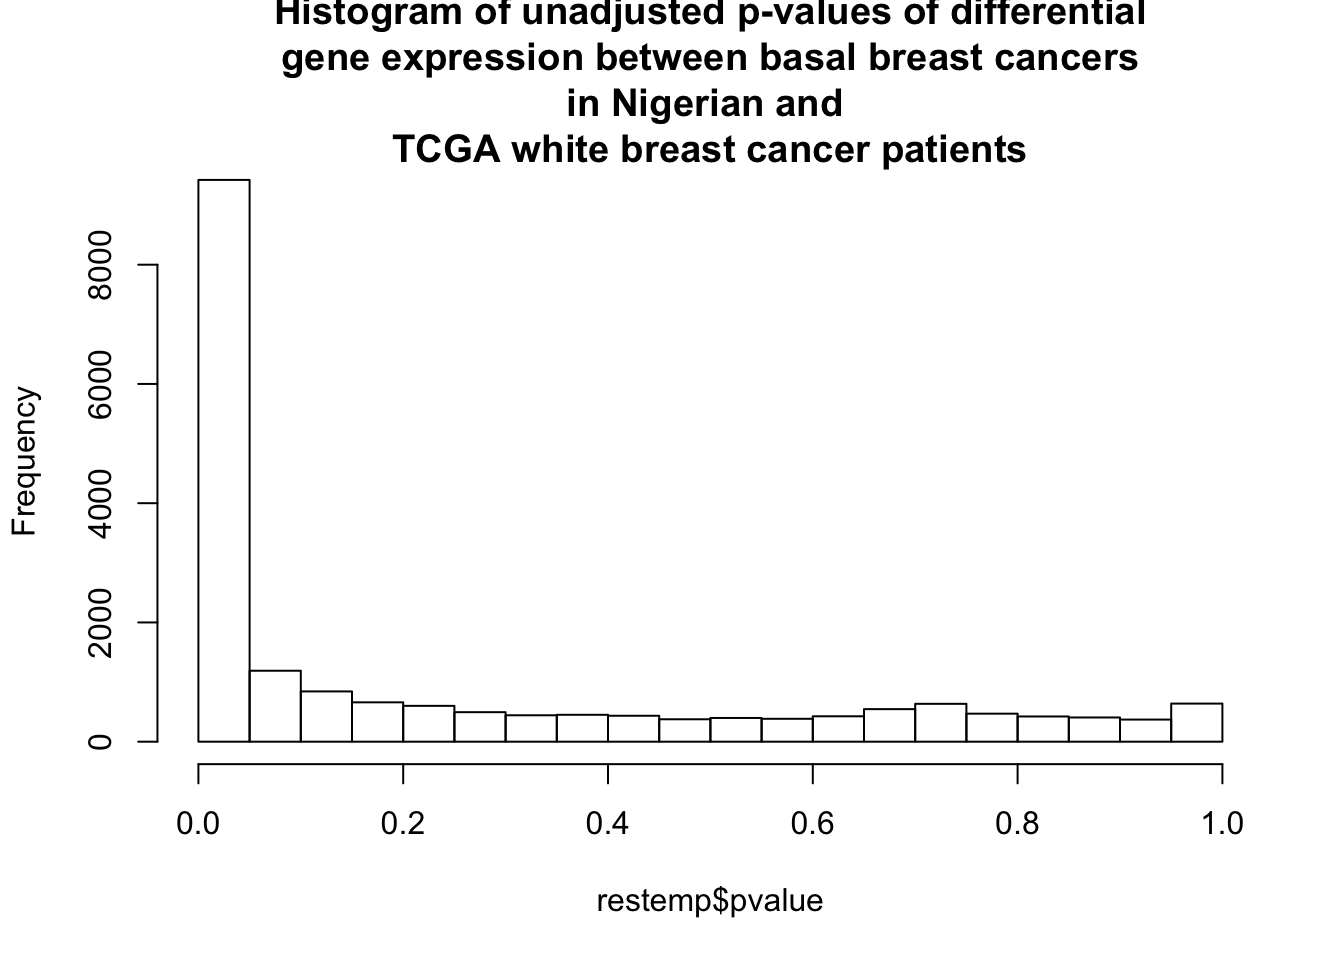 Histogram of unadjusted p-values of differential
gene expression between basal breast cancers
in Nigerian and
TCGA white breast cancer patients
Frequency
8000
6000
4000
2000
0
0.0 0.2 0.4 0.6 0.8 1.0
restemp$pvalue